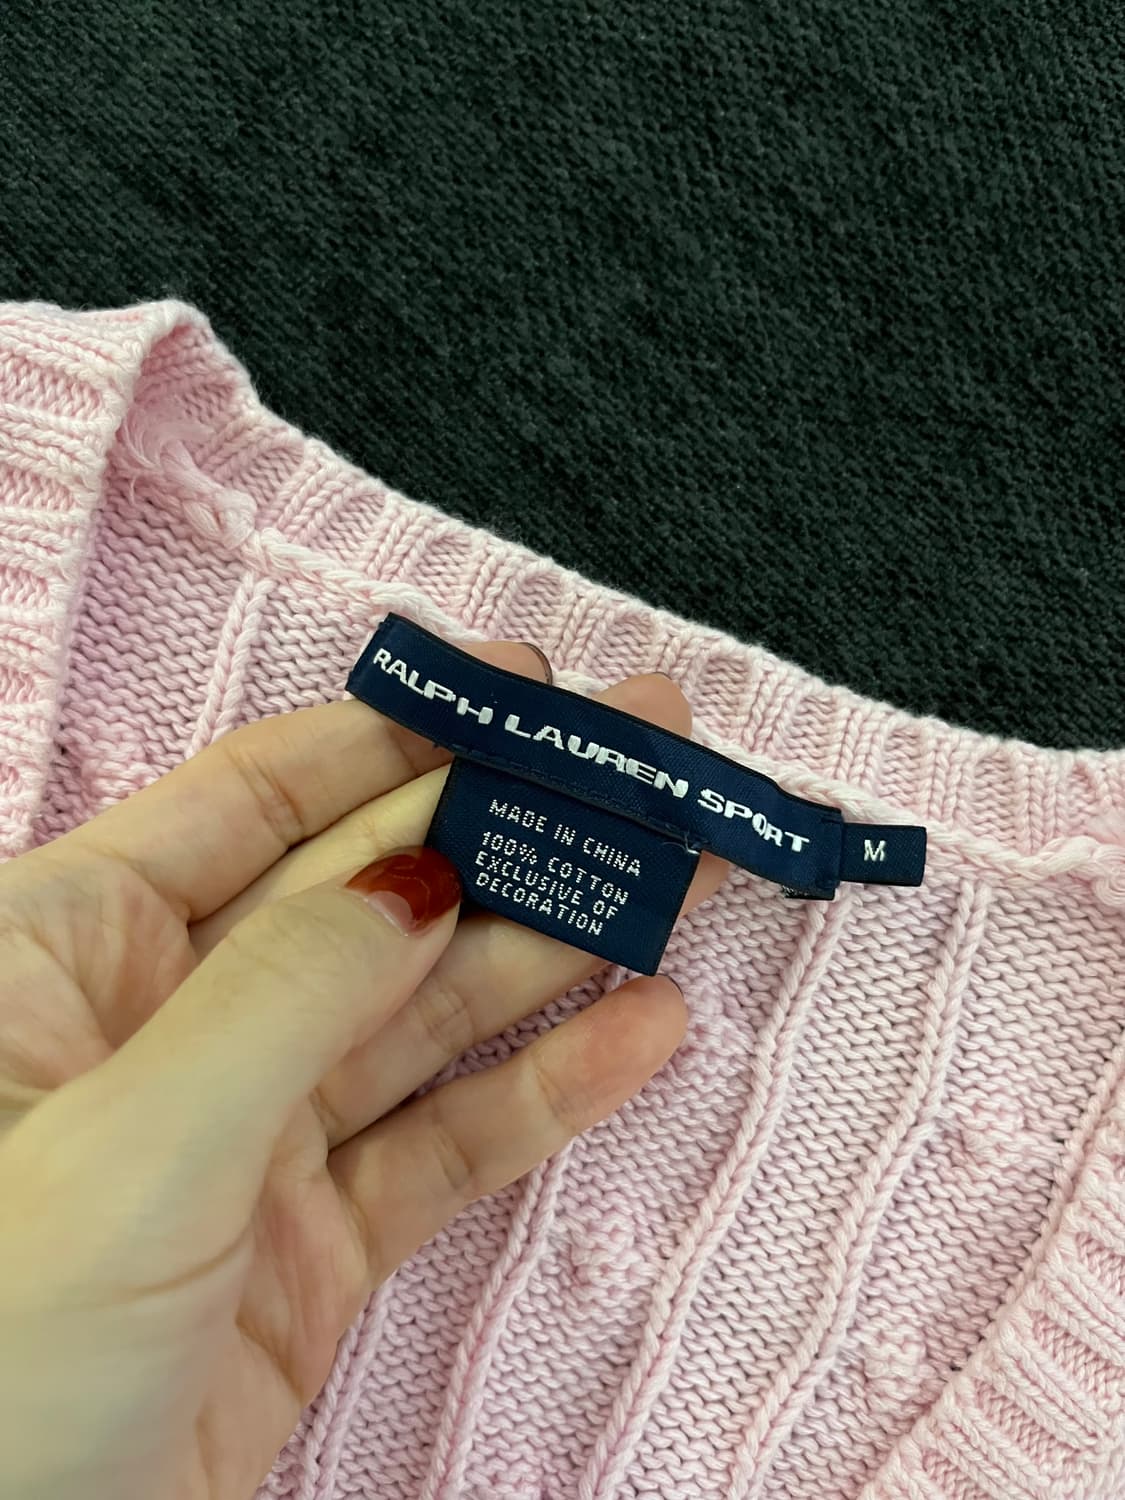 RALPH LAUREN SPORT
M
MADE IN CHINA
100% COTTON
EXCLUSIVE OF
DECORATION